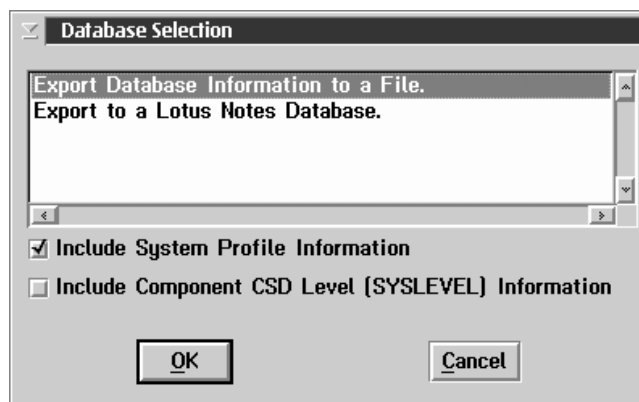 Database Selection
Export Database Information to a File.
Export to a Lotus Notes Database.
Include System Profile Information
Include Component CSD Level (SYSLEVEL) Information
OK
Cancel